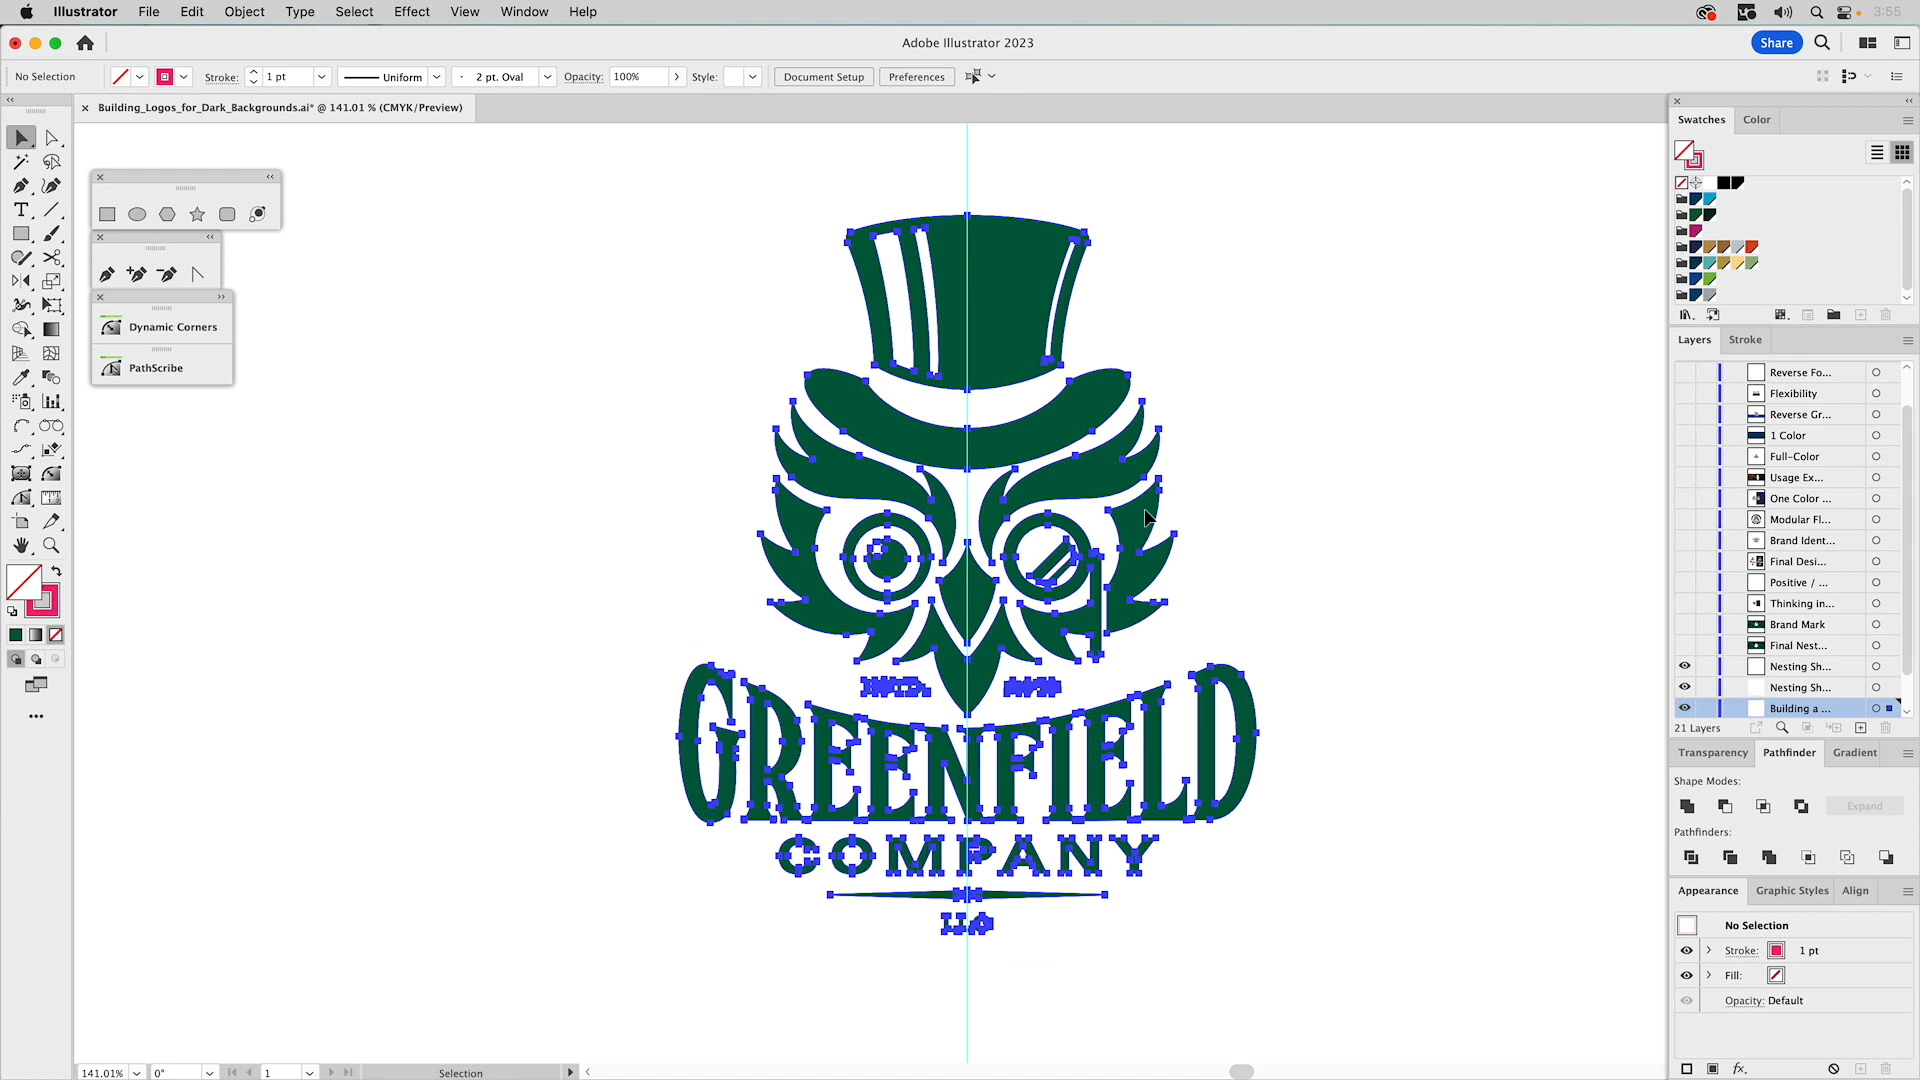 Illustrator File Edit Object Type Select Effect View Window Help 3:55
Adobe Illustrator 2023
Share
No Selection Stroke: 1 pt Uniform 2 pt. Oval Opacity: 100% Style: Document Setup Preferences
Building_Logos_for_Dark_Backgrounds.ai* @ 141.01 % (CMYK/Preview)
Swatches Color
Dynamic Corners
PathScribe
Layers Stroke
Reverse Fo...
Flexibility
Reverse Gr...
1 Color
Full-Color
Usage Ex...
One Color ...
Modular Fl...
Brand Ident...
Final Desi...
Positive / ...
Thinking in...
Brand Mark
Final Nest...
Nesting Sh...
Nesting Sh...
Building a ...
21 Layers
GREENFIELD
COMPANY
Transparency Pathfinder Gradient
Shape Modes:
Expand
Pathfinders:
Appearance Graphic Styles Align
No Selection
Stroke: 1 pt
Fill:
Opacity: Default
fx.
141.01% 0° 1 Selection